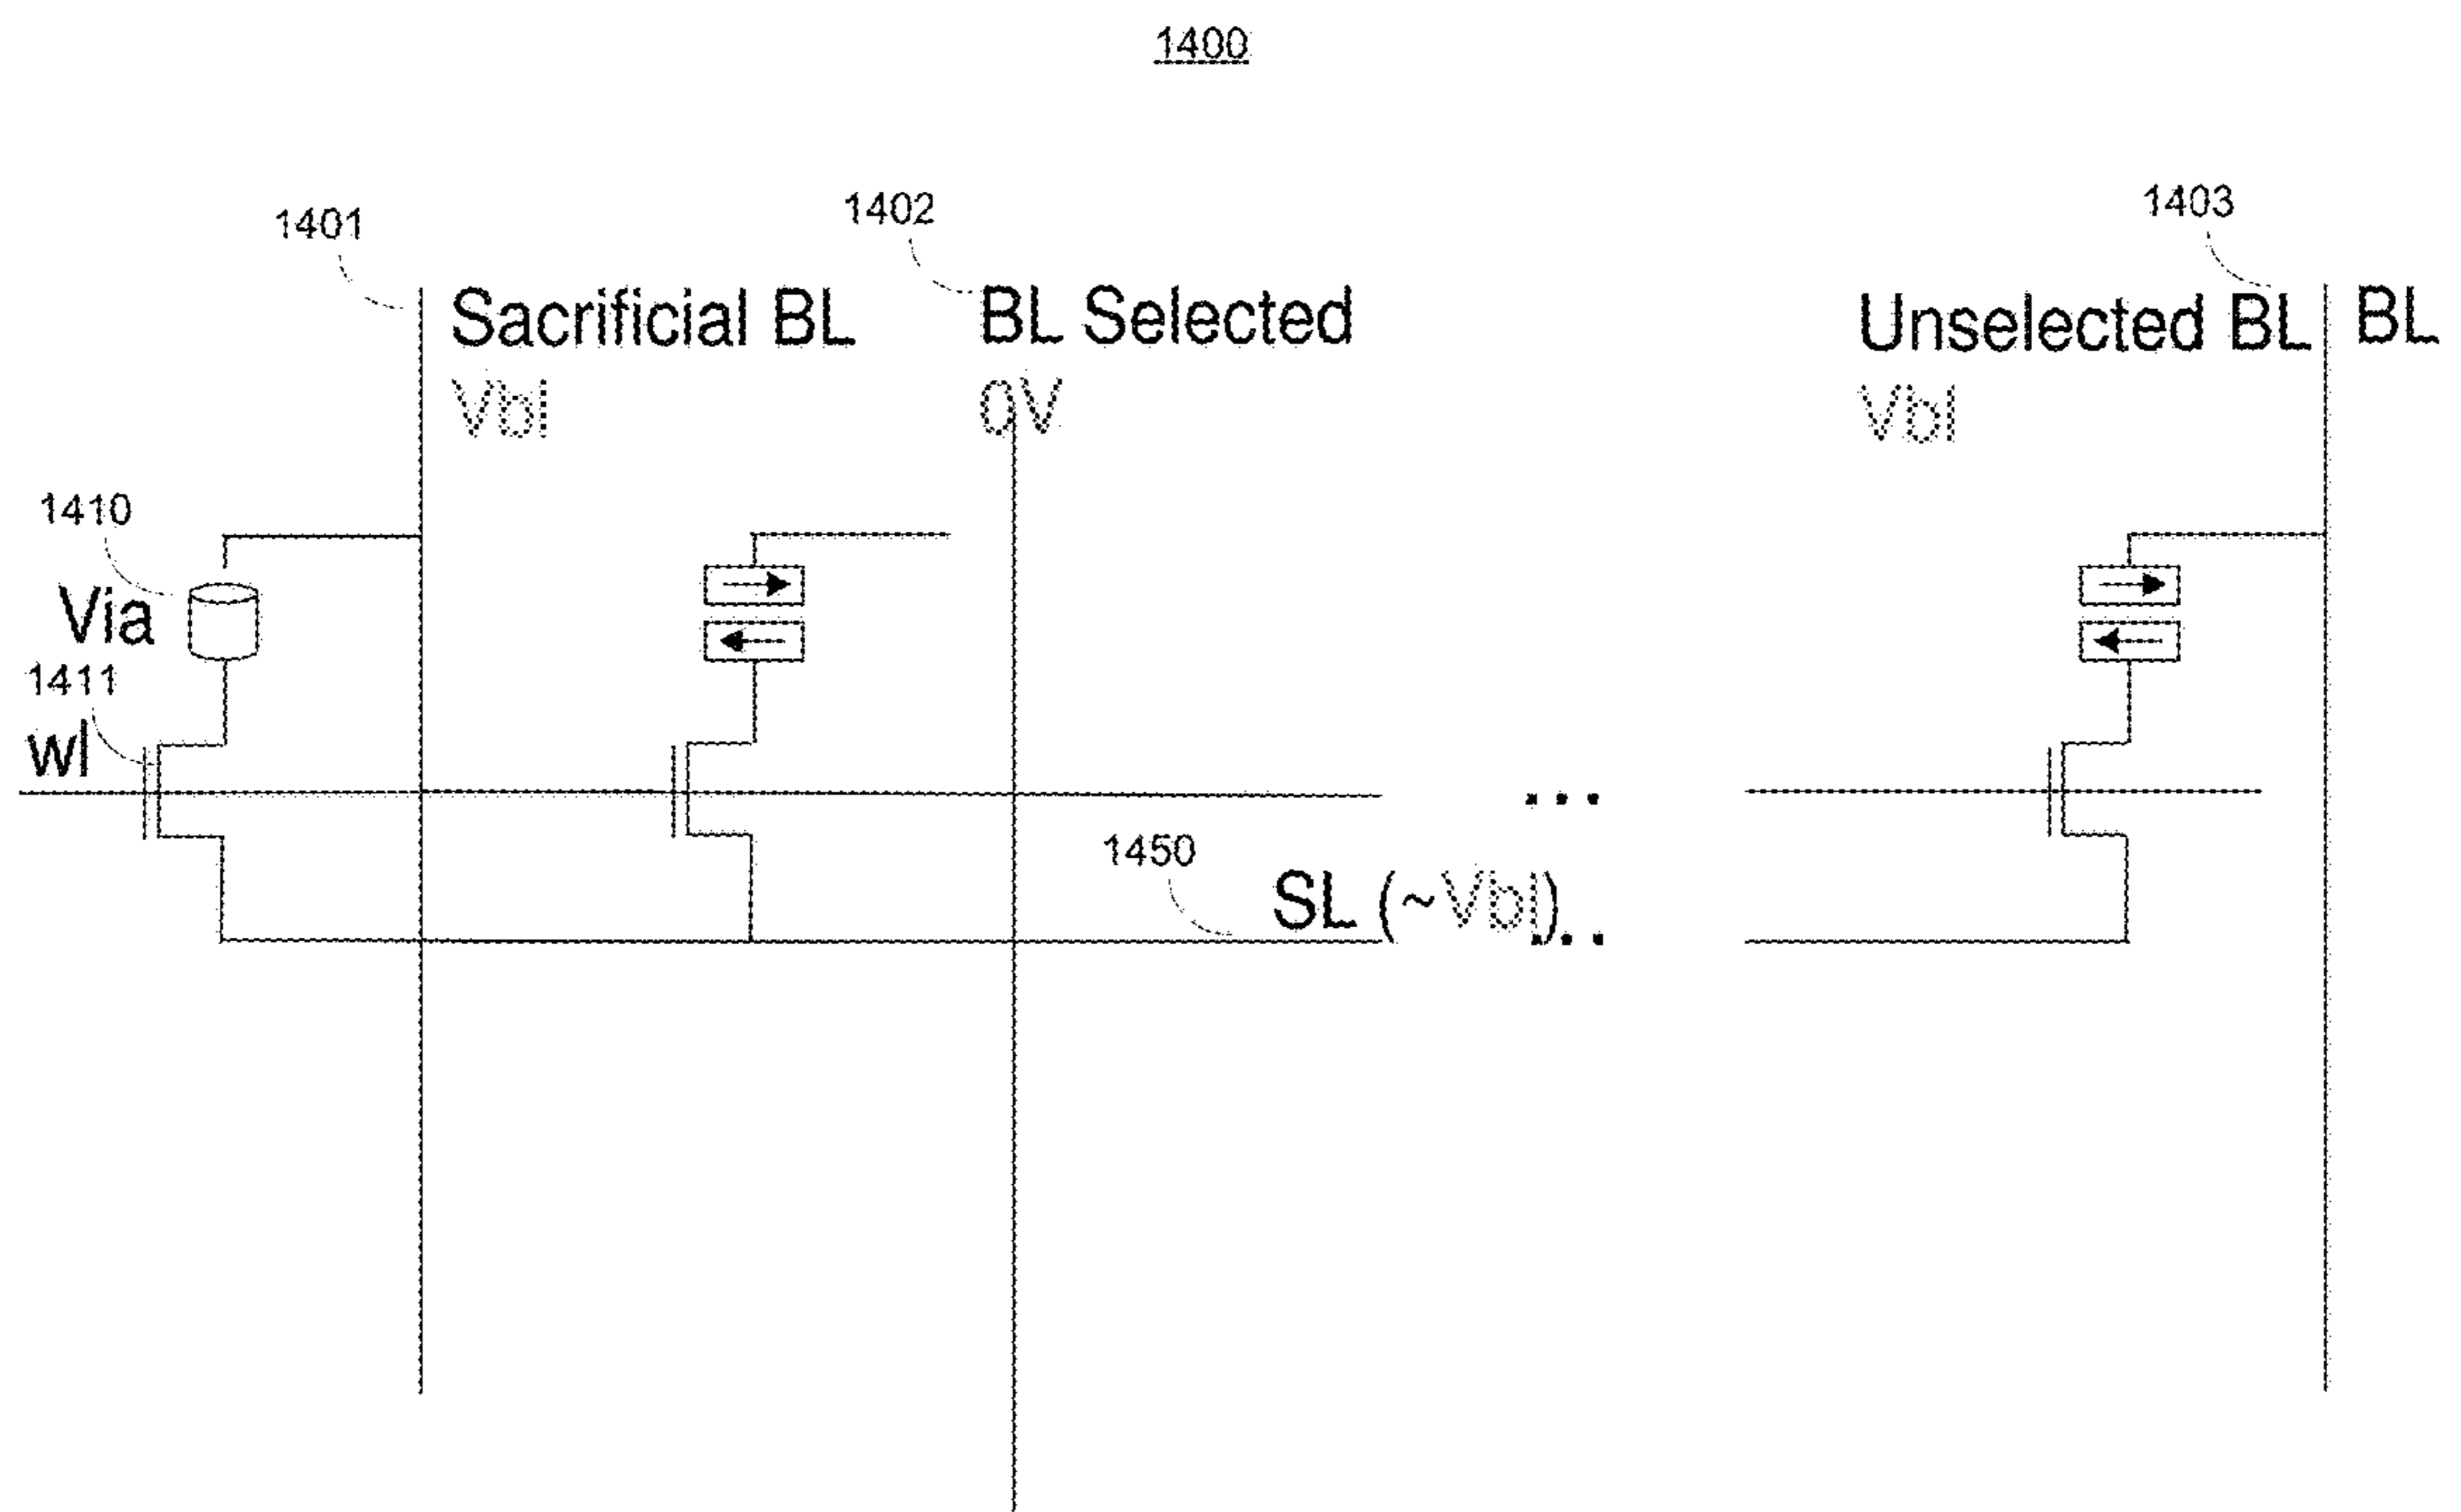 1400
1401
1402
1403
Sacrificial BL
BL Selected
Unselected BL
BL
Vbl
0V
Vbl
1410
Via
1411
wl
...
1450
SL (~Vbl)...